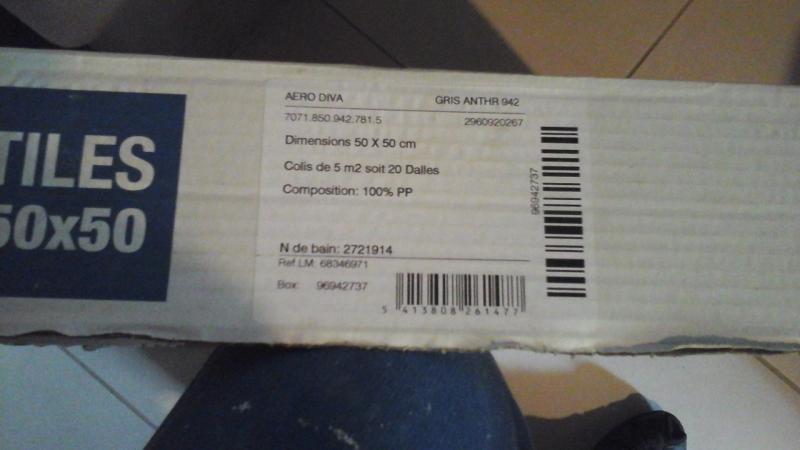 TILES
50x50
AERO DIVA GRIS ANTHR 942
7071.850.942.781.5 2960920267
Dimensions 50 X 50 cm
Colis de 5 m2 soit 20 Dalles
Composition: 100% PP
N de bain: 2721914
Ref LM: 68346971
Box: 96942737
5 413808 261477
96942737